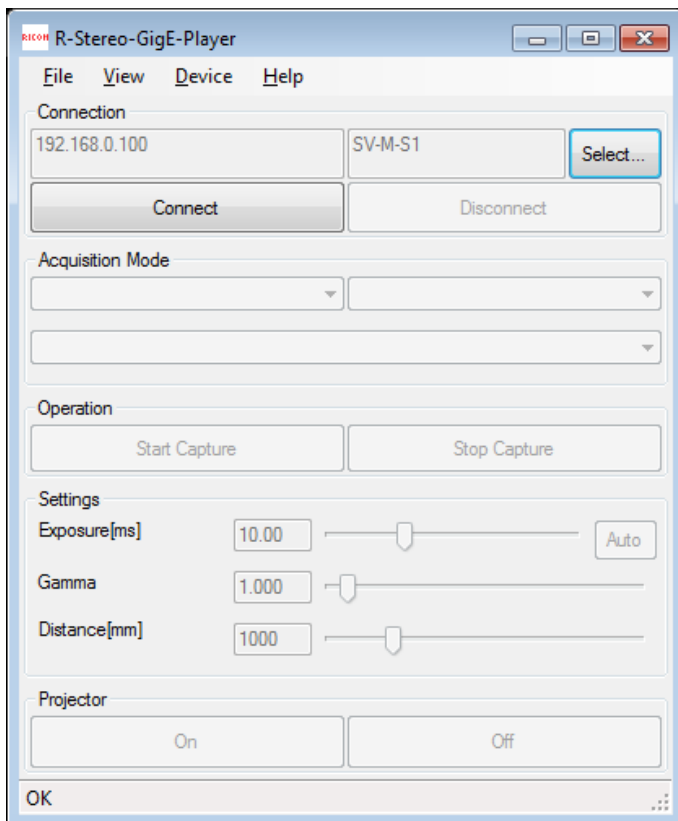 RICOH R-Stereo-GigE-Player
File View Device Help
Connection
192.168.0.100 SV-M-S1 Select...
Connect Disconnect
Acquisition Mode
Operation
Start Capture Stop Capture
Settings
Exposure[ms] 10.00 Auto
Gamma 1.000
Distance[mm] 1000
Projector
On Off
OK